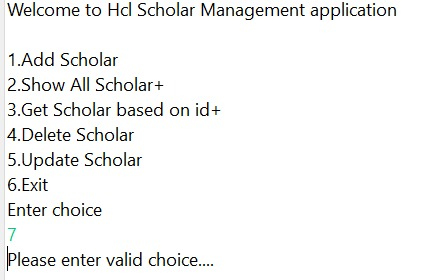 Welcome to Hcl Scholar Management application
1.Add Scholar
2.Show All Scholar+
3.Get Scholar based on id+
4.Delete Scholar
5.Update Scholar
6.Exit
Enter choice
7
Please enter valid choice....